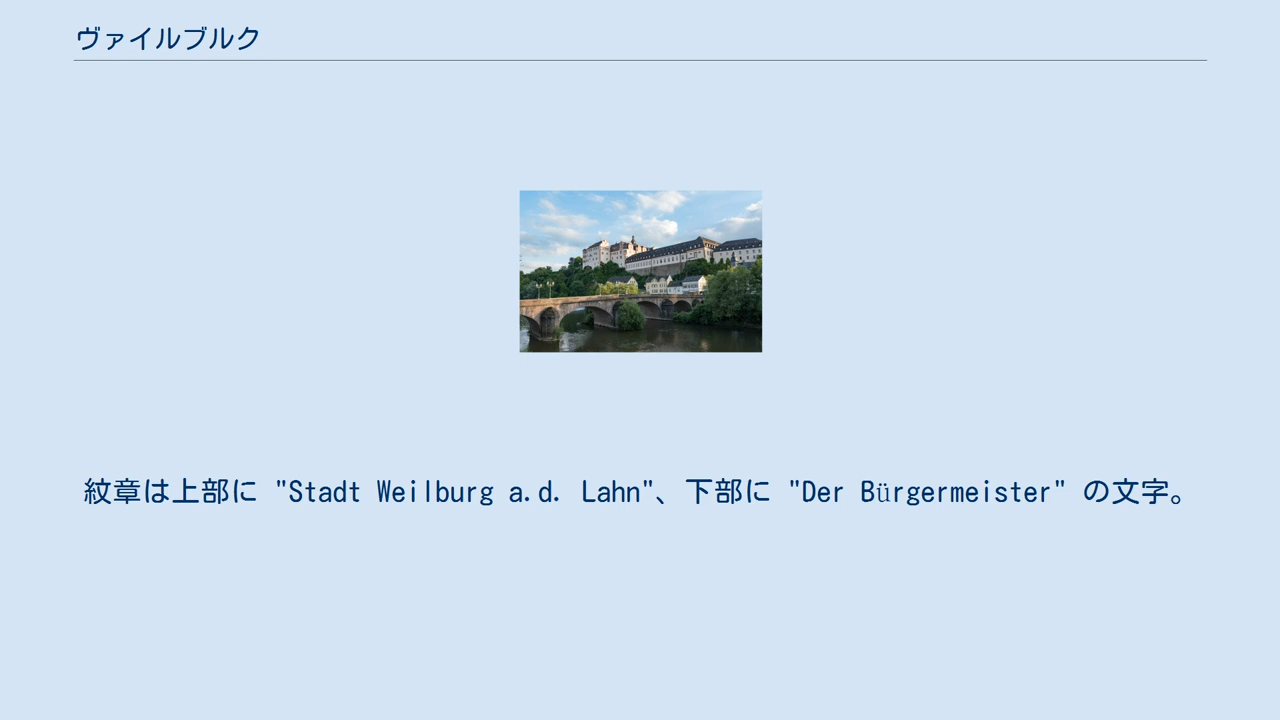 ヴァイルブルク
紋章は上部に "Stadt Weilburg a.d. Lahn"、下部に "Der Bürgermeister" の文字。